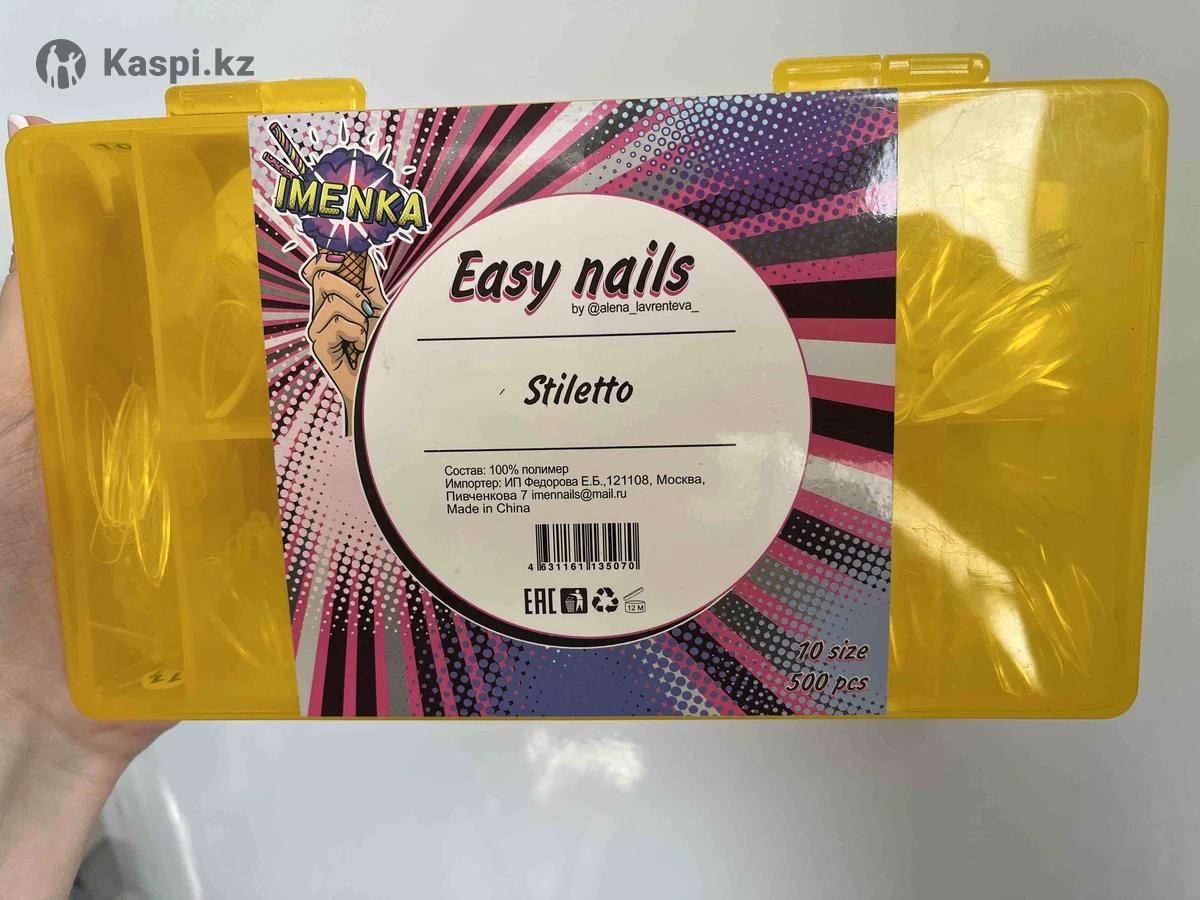 Kaspi.kz
IMENKA
Easy nails
by @alena_lavrenteva_
Stiletto
Состав: 100% полимер
Импортер: ИП Федорова Е.Б.,121108, Москва,
Пивченкова 7 imennails@mail.ru
Made in China
4 631161 135070
EAC
12 M
10 size
500 pcs